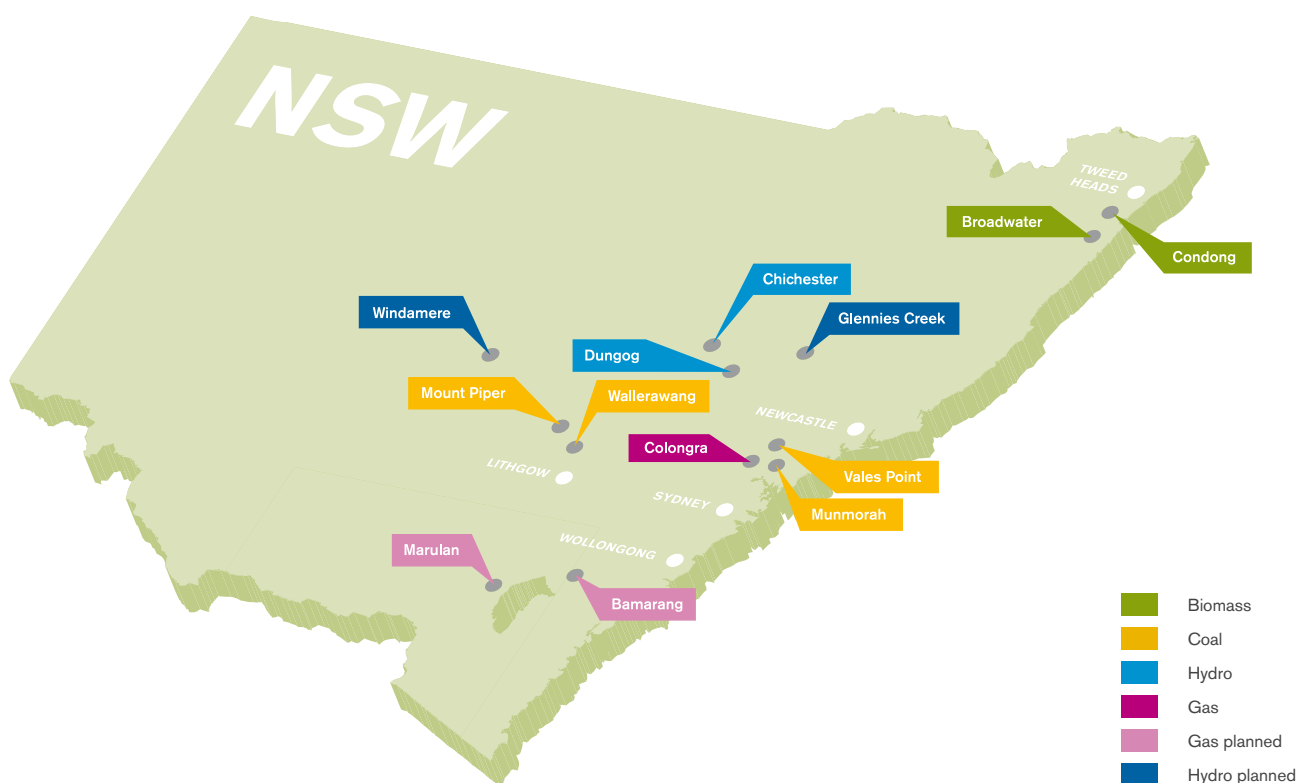 NSW
TWEED
HEADS
Broadwater
Condong
Chichester
Windamere
Glennies Creek
Dungog
Mount Piper
Wallerawang
NEWCASTLE
Colongra
LITHGOW
Vales Point
SYDNEY
Munmorah
WOLLONGONG
Marulan
Bamarang
Biomass
Coal
Hydro
Gas
Gas planned
Hydro planned